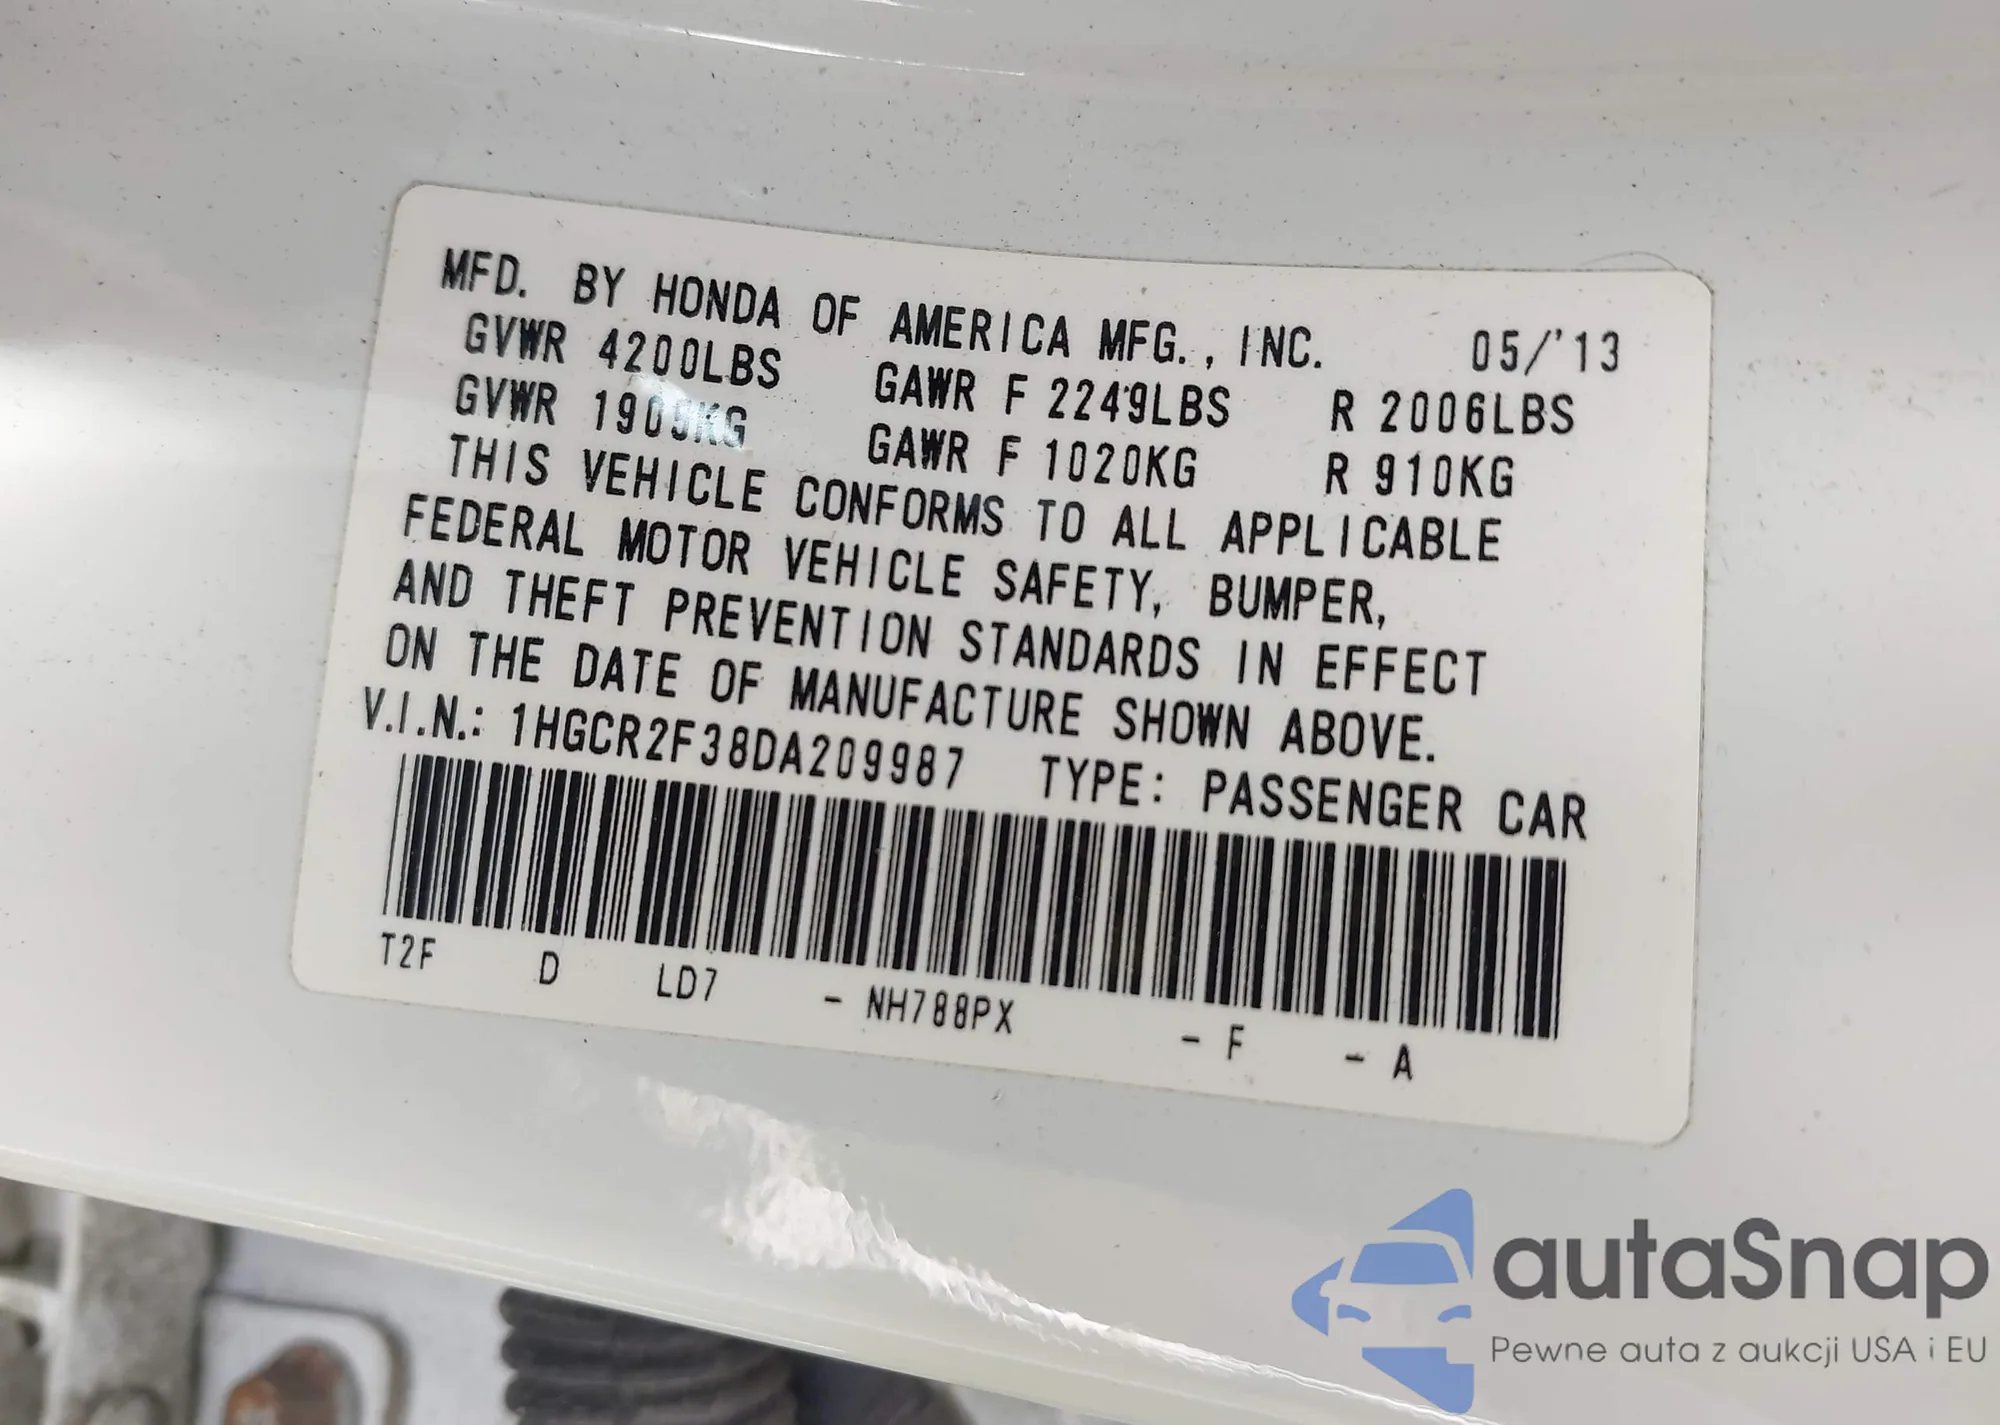 MFD. BY HONDA OF AMERICA MFG., INC. 05/'13
GVWR 4200LBS GAWR F 2249LBS R 2006LBS
GVWR 1909KG GAWR F 1020KG R 910KG
THIS VEHICLE CONFORMS TO ALL APPLICABLE
FEDERAL MOTOR VEHICLE SAFETY, BUMPER,
AND THEFT PREVENTION STANDARDS IN EFFECT
ON THE DATE OF MANUFACTURE SHOWN ABOVE.
V.I.N.: 1HGCR2F38DA209987 TYPE: PASSENGER CAR
T2F D LD7 - NH788PX - F - A
autaSnap
Pewne auta z aukcji USA i EU